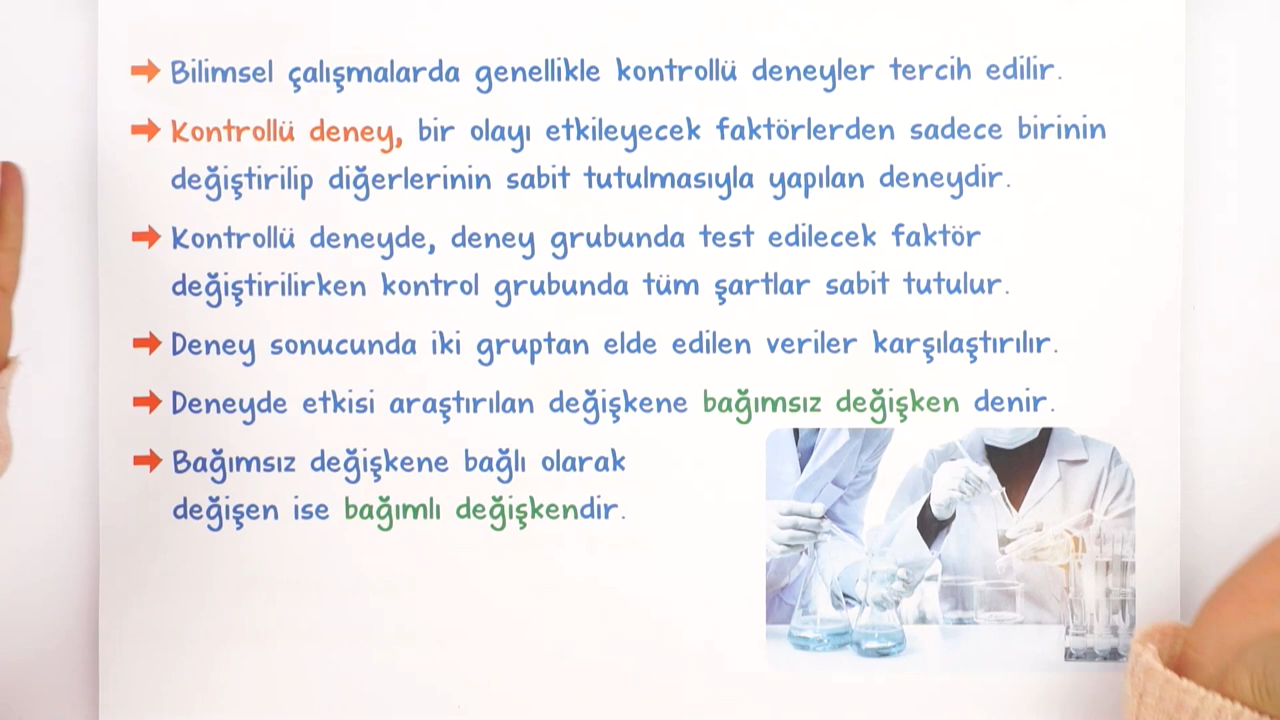 Bilimsel çalışmalarda genellikle kontrollü deneyler tercih edilir.
Kontrollü deney, bir olayı etkileyecek faktörlerden sadece birinin
değiştirilip diğerlerinin sabit tutulmasıyla yapılan deneydir.
Kontrollü deneyde, deney grubunda test edilecek faktör
değiştirilirken kontrol grubunda tüm şartlar sabit tutulur.
Deney sonucunda iki gruptan elde edilen veriler karşılaştırılır.
Deneyde etkisi araştırılan değişkene bağımsız değişken denir.
Bağımsız değişkene bağlı olarak
değişen ise bağımlı değişkendir.